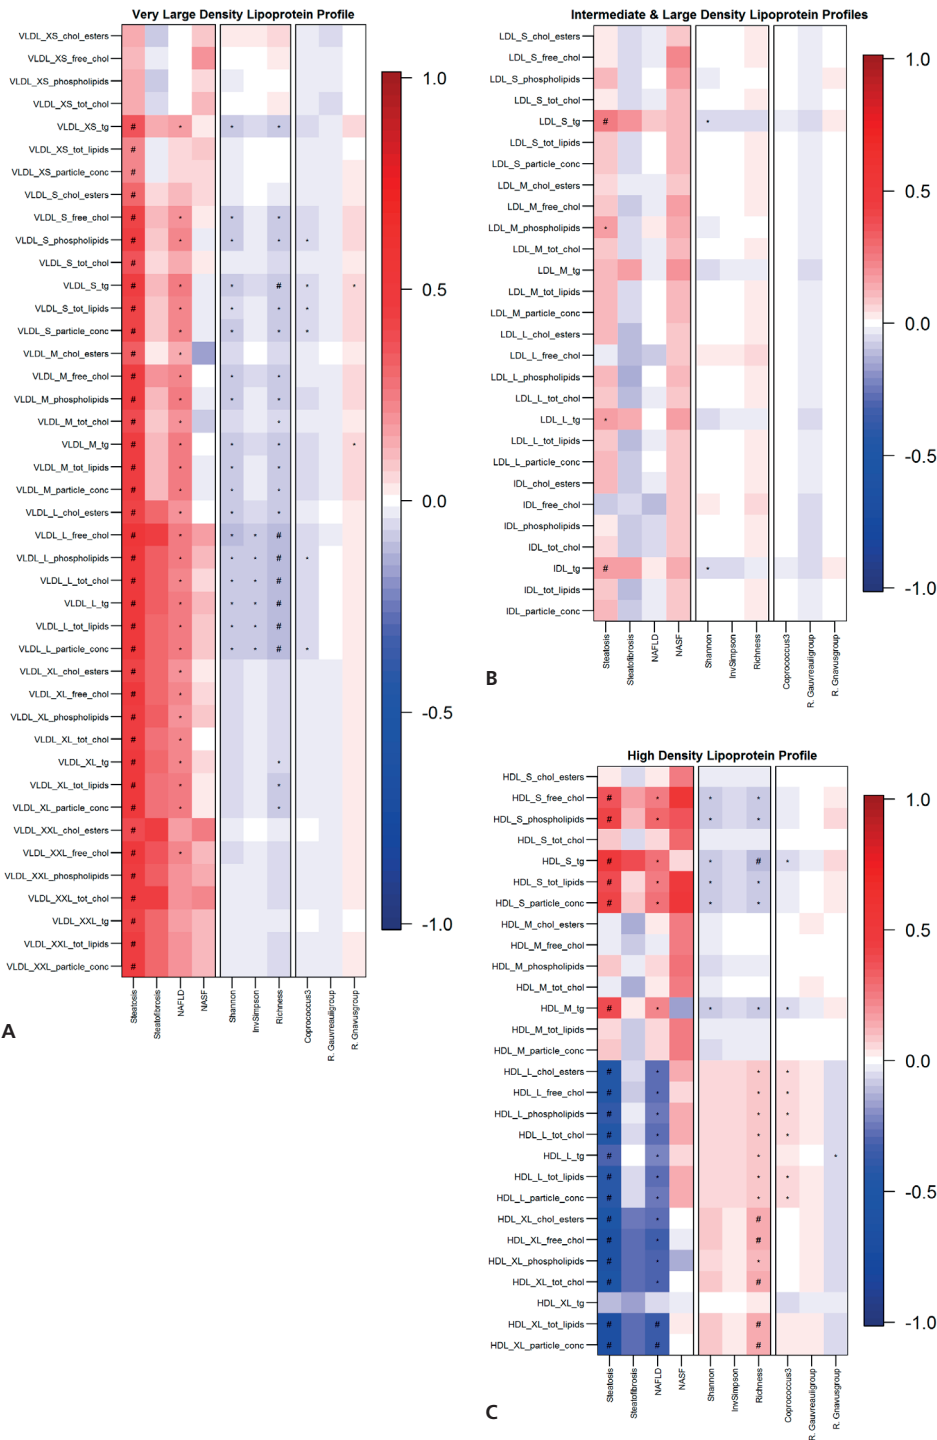 Very Large Density Lipoprotein Profile
VLDL_XS_chol_esters
VLDL_XS_free_chol
VLDL_XS_phospholipids
VLDL_XS_tot_chol
VLDL_XS_tg # * * *
VLDL_XS_tot_lipids #
VLDL_XS_particle_conc #
VLDL_S_chol_esters #
VLDL_S_free_chol # * * *
VLDL_S_phospholipids # * * * *
VLDL_S_tot_chol #
VLDL_S_tg # * * # * *
VLDL_S_tot_lipids # * * * *
VLDL_S_particle_conc # * * * *
VLDL_M_chol_esters # *
VLDL_M_free_chol # * * *
VLDL_M_phospholipids # * * *
VLDL_M_tot_chol # * *
VLDL_M_tg # * * * *
VLDL_M_tot_lipids # * * *
VLDL_M_particle_conc # * * *
VLDL_L_chol_esters # * * *
VLDL_L_free_chol # * * * #
VLDL_L_phospholipids # * * * # *
VLDL_L_tot_chol # * * * #
VLDL_L_tg # * * * #
VLDL_L_tot_lipids # * * * #
VLDL_L_particle_conc # * * * # *
VLDL_XL_chol_esters # *
VLDL_XL_free_chol # *
VLDL_XL_phospholipids # *
VLDL_XL_tot_chol # *
VLDL_XL_tg # * *
VLDL_XL_tot_lipids # * *
VLDL_XL_particle_conc # * *
VLDL_XXL_chol_esters #
VLDL_XXL_free_chol # *
VLDL_XXL_phospholipids #
VLDL_XXL_tot_chol #
VLDL_XXL_tg #
VLDL_XXL_tot_lipids #
VLDL_XXL_particle_conc #
Steatosis
Steatofibrosis
NAFLD
NASF
Shannon
InvSimpson
Richness
Coprococcus3
R. Gauvreauiigroup
R. Gnavusgroup
1.0
0.5
0.0
-0.5
-1.0
A
Intermediate & Large Density Lipoprotein Profiles
LDL_S_chol_esters
LDL_S_free_chol
LDL_S_phospholipids
LDL_S_tot_chol
LDL_S_tg # *
LDL_S_tot_lipids
LDL_S_particle_conc
LDL_M_chol_esters
LDL_M_free_chol
LDL_M_phospholipids *
LDL_M_tot_chol
LDL_M_tg
LDL_M_tot_lipids
LDL_M_particle_conc
LDL_L_chol_esters
LDL_L_free_chol
LDL_L_phospholipids
LDL_L_tot_chol
LDL_L_tg *
LDL_L_tot_lipids
LDL_L_particle_conc
IDL_chol_esters
IDL_free_chol
IDL_phospholipids
IDL_tot_chol
IDL_tg # *
IDL_tot_lipids
IDL_particle_conc
Steatosis
Steatofibrosis
NAFLD
NASF
Shannon
InvSimpson
Richness
Coprococcus3
R. Gauvreauiigroup
R. Gnavusgroup
1.0
0.5
0.0
-0.5
-1.0
B
High Density Lipoprotein Profile
HDL_S_chol_esters
HDL_S_free_chol # * * *
HDL_S_phospholipids # * * *
HDL_S_tot_chol
HDL_S_tg # * * # *
HDL_S_tot_lipids # * * *
HDL_S_particle_conc # * * *
HDL_M_chol_esters
HDL_M_free_chol
HDL_M_phospholipids
HDL_M_tot_chol
HDL_M_tg # * * * *
HDL_M_tot_lipids
HDL_M_particle_conc
HDL_L_chol_esters # * * *
HDL_L_free_chol # * * *
HDL_L_phospholipids # * * *
HDL_L_tot_chol # * * *
HDL_L_tg # * * *
HDL_L_tot_lipids # * * *
HDL_L_particle_conc # * * *
HDL_XL_chol_esters # * #
HDL_XL_free_chol # * #
HDL_XL_phospholipids # * *
HDL_XL_tot_chol # * #
HDL_XL_tg
HDL_XL_tot_lipids # # #
HDL_XL_particle_conc # # #
Steatosis
Steatofibrosis
NAFLD
NASF
Shannon
InvSimpson
Richness
Coprococcus3
R. Gauvreauiigroup
R. Gnavusgroup
1.0
0.5
0.0
-0.5
-1.0
C